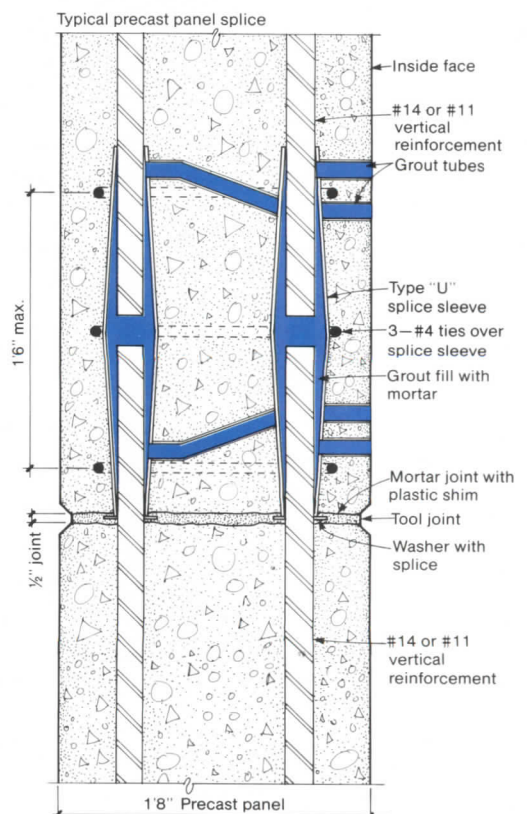 Typical precast panel splice
Inside face
#14 or #11
vertical
reinforcement
Grout tubes
Type "U"
splice sleeve
3–#4 ties over
splice sleeve
Grout fill with
mortar
1'6" max.
Mortar joint with
plastic shim
Tool joint
Washer with
splice
½" joint
#14 or #11
vertical
reinforcement
1'8" Precast panel